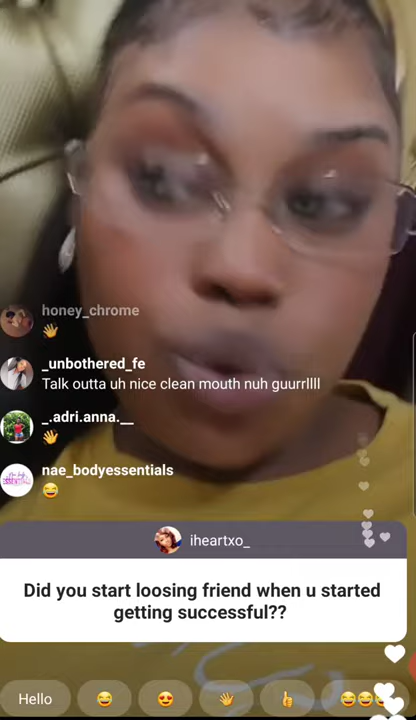 honey_chrome
👋
_unbothered_fe
Talk outta uh nice clean mouth nuh guurrllll
_.adri.anna.__
👋
nae_bodyessentials
😂
iheartxo_
Did you start loosing friend when u started
getting successful??
Hello 😂 😍 👋 👍 😂😂😂